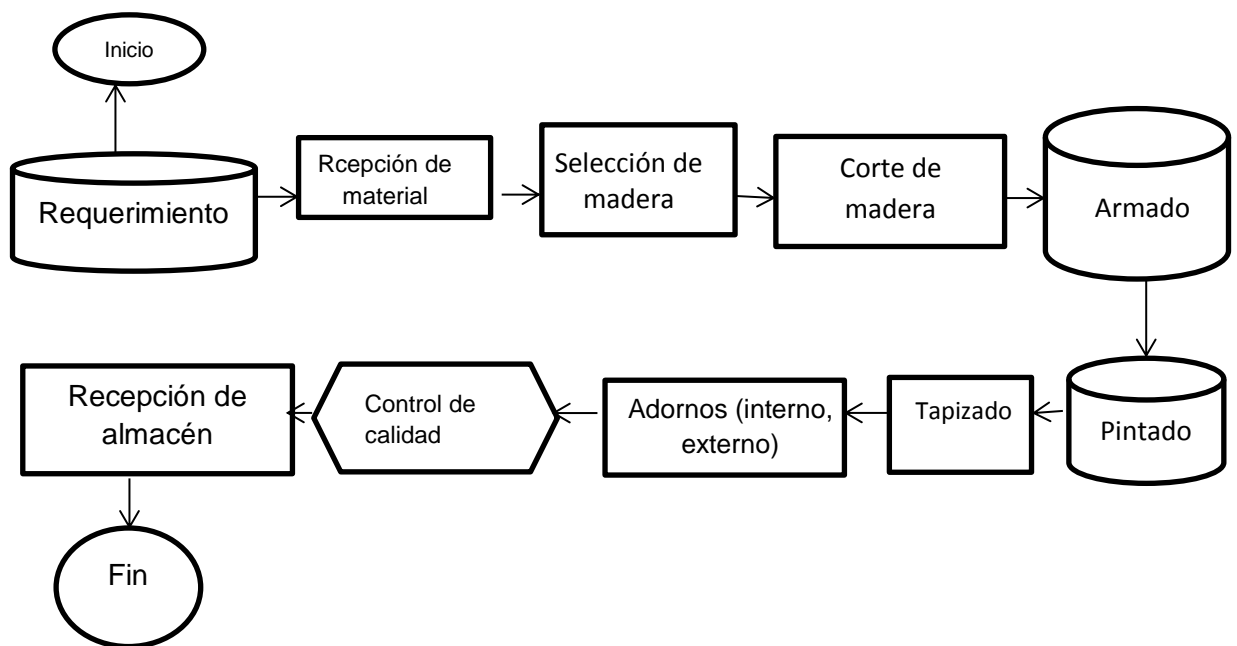 Inicio
Requerimiento
Rcepción de
material
Selección de
madera
Corte de
madera
Armado
Pintado
Tapizado
Adornos (interno,
externo)
Control de
calidad
Recepción de
almacén
Fin